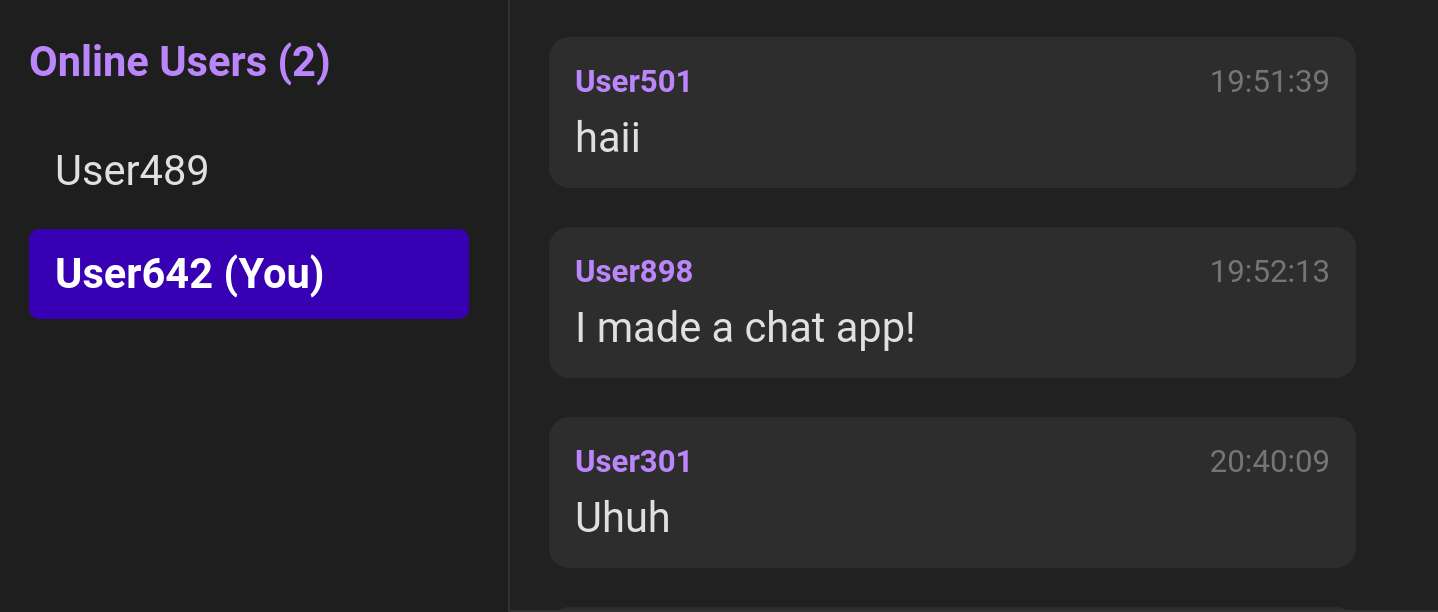 Online Users (2)
User489
User642 (You)
User501 19:51:39
haii
User898 19:52:13
I made a chat app!
User301 20:40:09
Uhuh